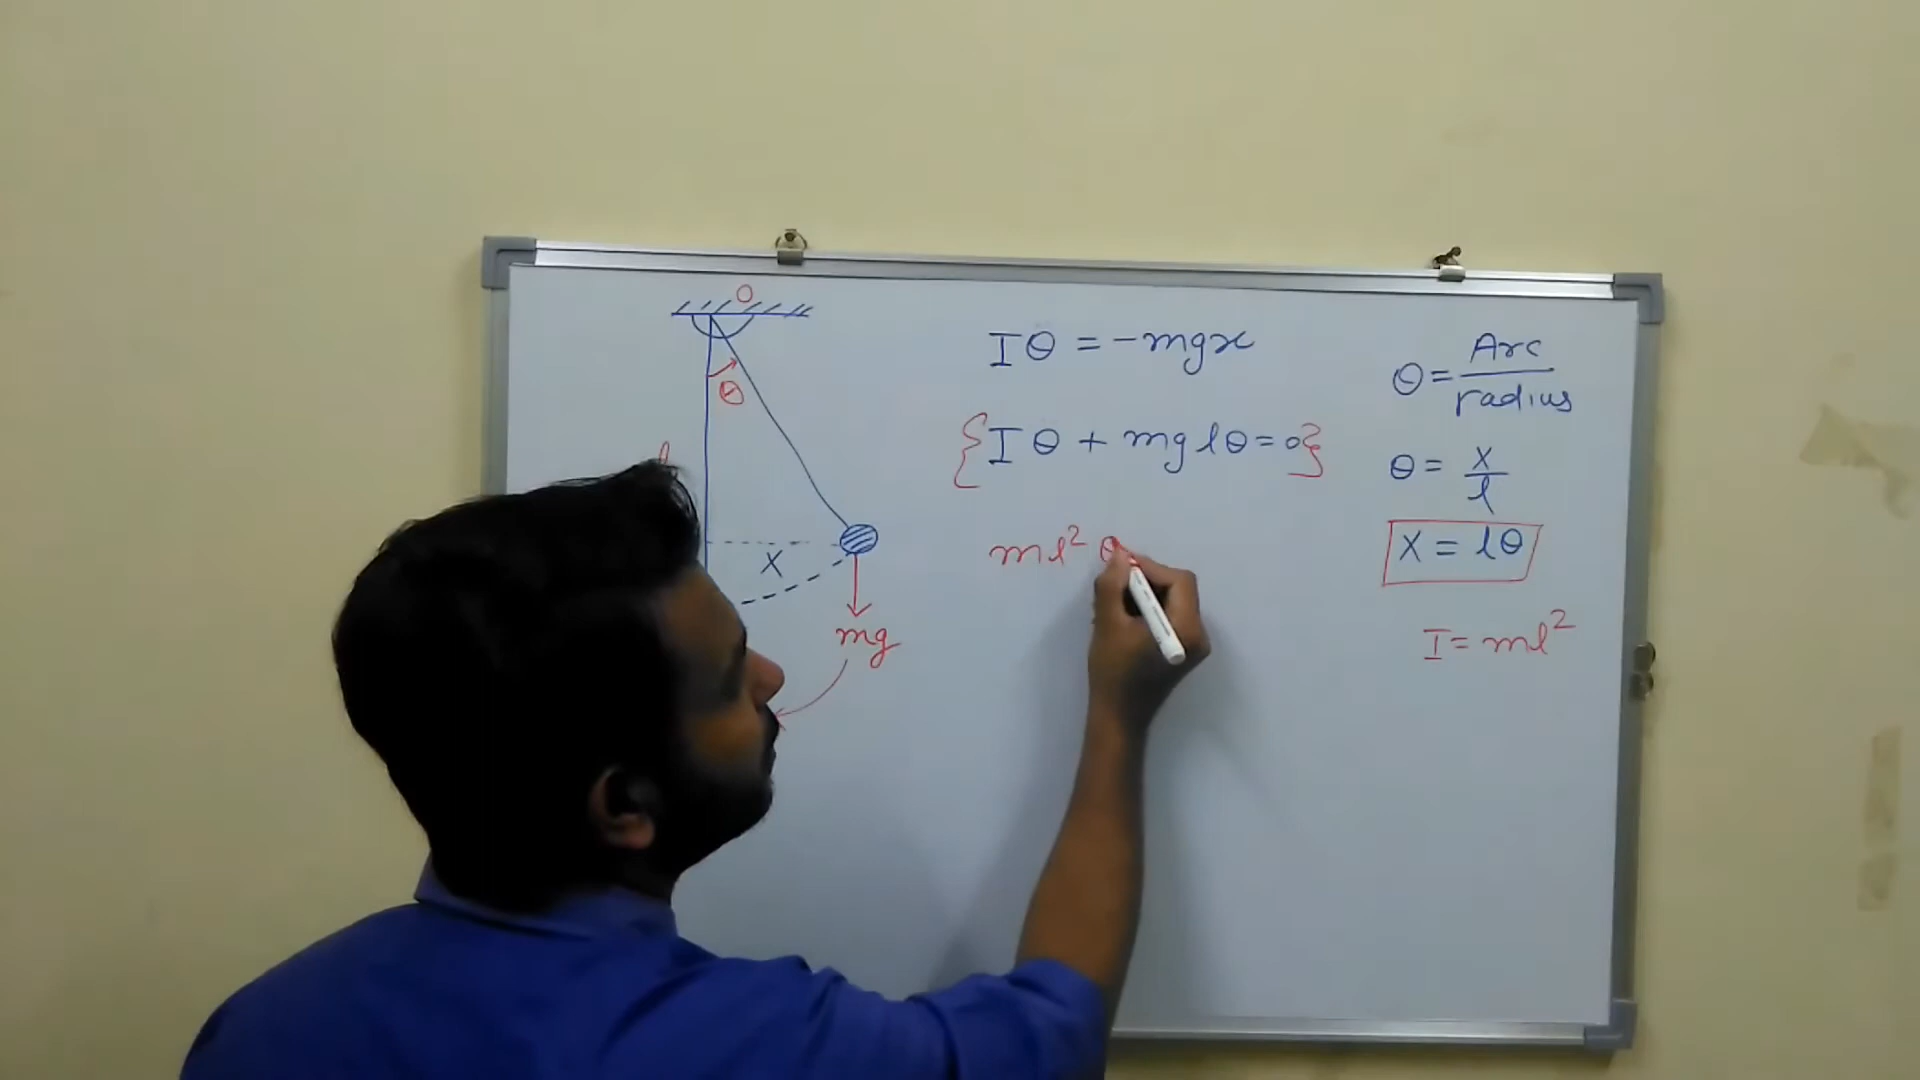 O
θ
l
X
mg
Iθ = -mgx
{Iθ + mglθ = 0}
ml² θ
θ = Arc / radius
θ = x / l
X = lθ
I = ml²